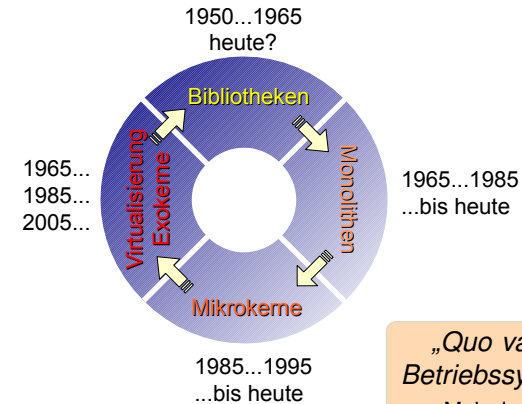 1950...1965
heute?
Bibliotheken
Monolithen
1965...1985
...bis heute
Mikrokerne
1985...1995
...bis heute
Virtualisierung
Exokerne
1965...
1985...
2005...
„Quo va
Betriebssy